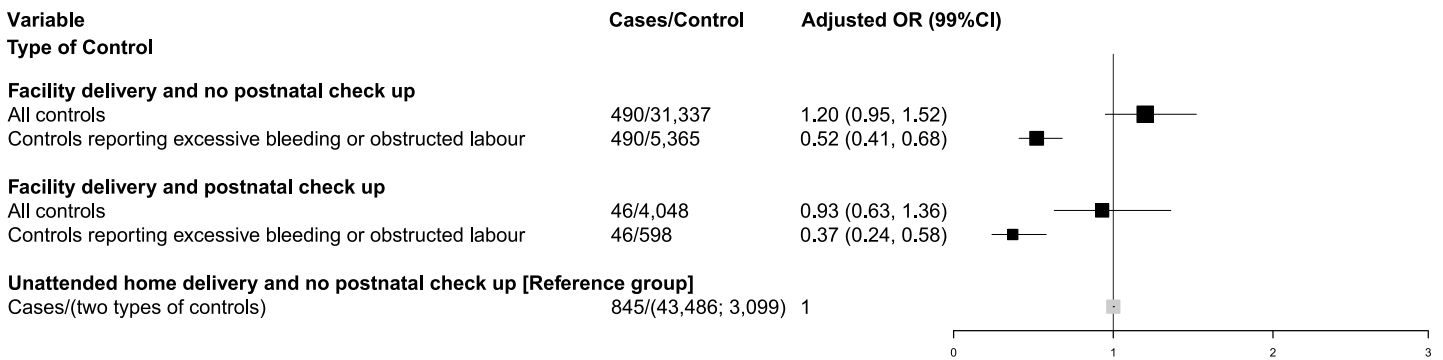 Variable Cases/Control Adjusted OR (99%CI)
Type of Control
Facility delivery and no postnatal check up
All controls 490/31,337 1.20 (0.95, 1.52)
Controls reporting excessive bleeding or obstructed labour 490/5,365 0.52 (0.41, 0.68)
Facility delivery and postnatal check up
All controls 46/4,048 0.93 (0.63, 1.36)
Controls reporting excessive bleeding or obstructed labour 46/598 0.37 (0.24, 0.58)
Unattended home delivery and no postnatal check up [Reference group]
Cases/(two types of controls) 845/(43,486; 3,099) 1
0 1 2 3